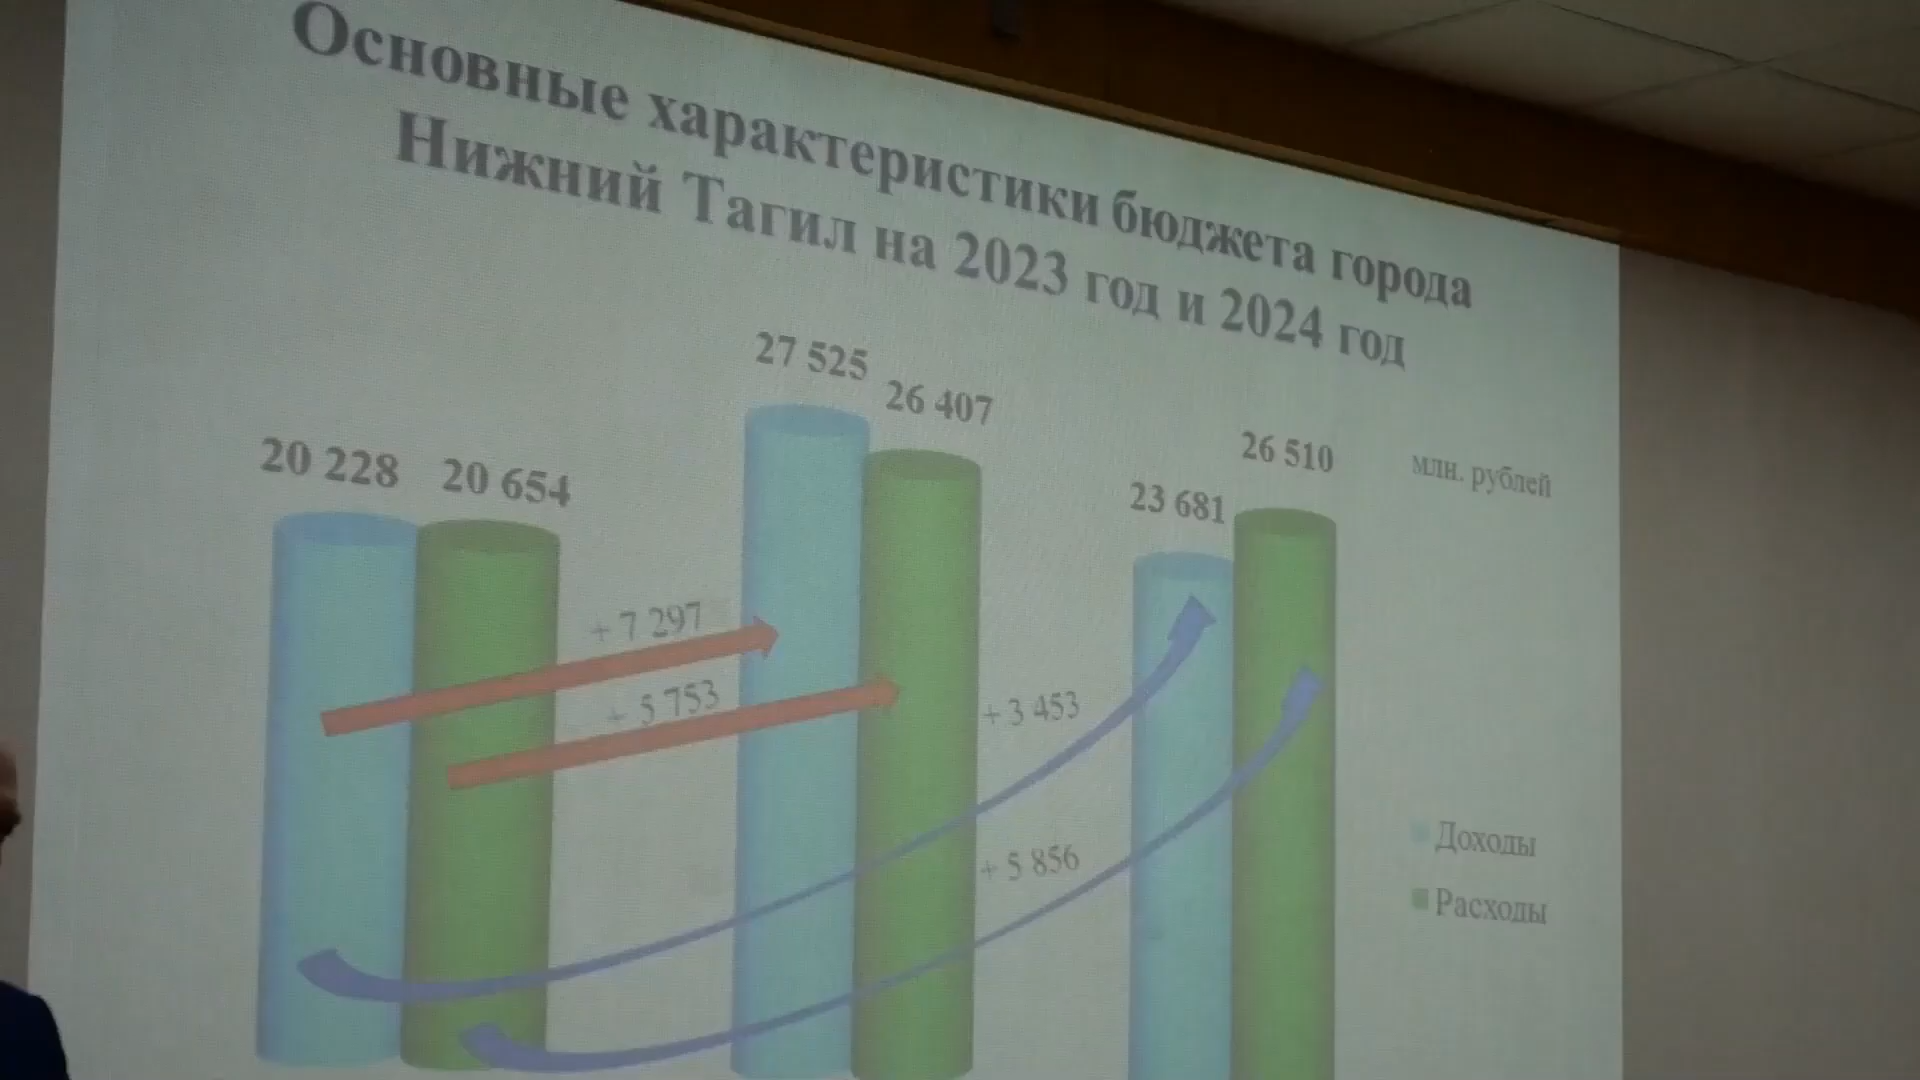 Основные характеристики бюджета города
Нижний Тагил на 2023 год и 2024 год
27 525
26 407
20 228
20 654
26 510
23 681
млн. рублей
+ 7 297
+ 5 753
+ 3 453
+ 5 856
Доходы
Расходы